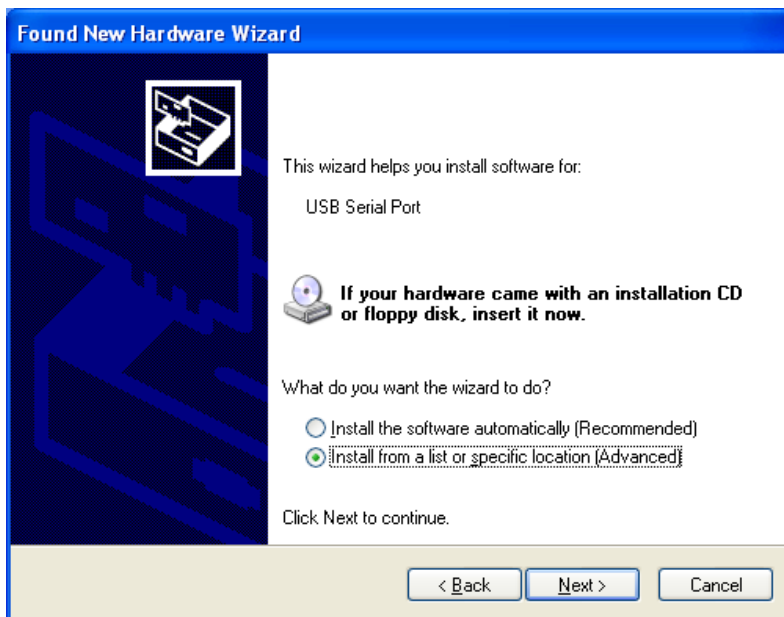 Found New Hardware Wizard
This wizard helps you install software for:
USB Serial Port
If your hardware came with an installation CD
or floppy disk, insert it now.
What do you want the wizard to do?
Install the software automatically (Recommended)
Install from a list or specific location (Advanced)
Click Next to continue.
< Back Next > Cancel